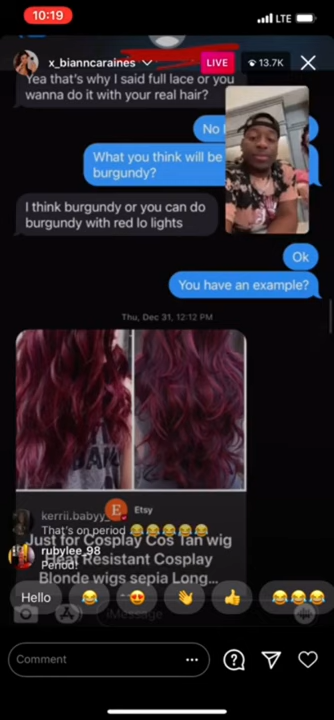 10:19
LTE
x_bianncaraines
LIVE
13.7K
Yea that's why I said full lace or you
wanna do it with your real hair?
No
What you think will be
burgundy?
I think burgundy or you can do
burgundy with red lo lights
Ok
You have an example?
Thu, Dec 31, 12:12 PM
E Etsy
kerrii.babyy_
That's on period 😂😂😂😂😂
Just for Cosplay Cos Tan wig
rubylee_98
Heat Resistant Cosplay
Period!
Blonde wigs sepia Long...
Hello 😂 😍 👋 👍 😂😂😂
iMessage
Comment